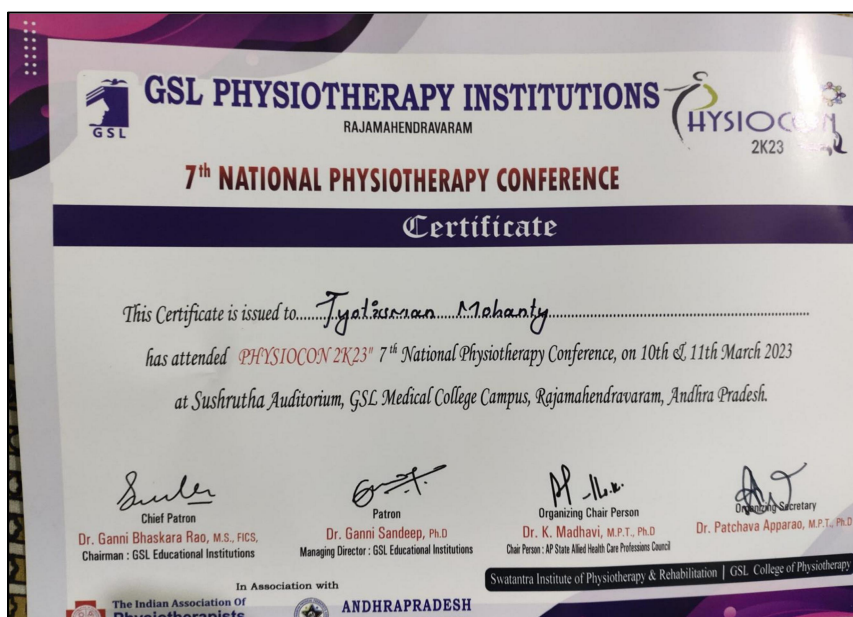 GSL PHYSIOTHERAPY INSTITUTIONS
GSL
RAJAMAHENDRAVARAM
HYSIOCON
2K23
7th NATIONAL PHYSIOTHERAPY CONFERENCE
Certificate
This Certificate is issued to.....Jyotisman Mohanty.....
has attended PHYSIOCON 2K23" 7th National Physiotherapy Conference, on 10th & 11th March 2023
at Sushrutha Auditorium, GSL Medical College Campus, Rajamahendravaram, Andhra Pradesh.
Chief Patron
Dr. Ganni Bhaskara Rao, M.S., FICS,
Chairman : GSL Educational Institutions
Patron
Dr. Ganni Sandeep, Ph.D
Managing Director : GSL Educational Institutions
Organizing Chair Person
Dr. K. Madhavi, M.P.T., Ph.D
Chair Person : AP State Allied Health Care Professions Council
Organizing Secretary
Dr. Patchava Apparao, M.P.T., Ph.D
Swatantra Institute of Physiotherapy & Rehabilitation | GSL College of Physiotherapy
In Association with
The Indian Association Of
Physiotherapists
ANDHRAPRADESH